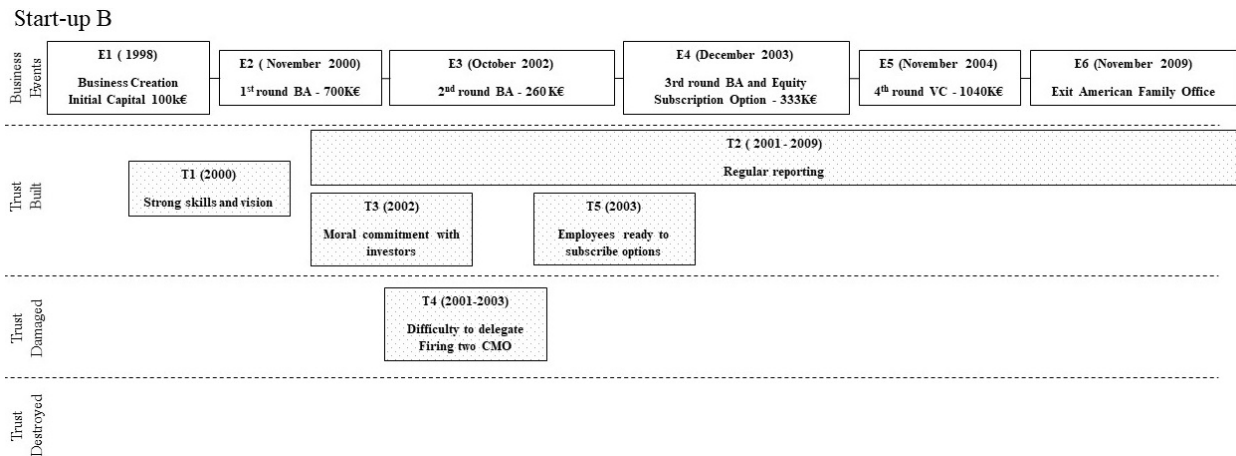 Start-up B
Business
Events
E1 ( 1998)
Business Creation
Initial Capital 100k€
E2 ( November 2000)
1st round BA - 700K€
E3 (October 2002)
2nd round BA - 260 K€
E4 (December 2003)
3rd round BA and Equity
Subscription Option - 333K€
E5 (November 2004)
4th round VC - 1040K€
E6 (November 2009)
Exit American Family Office
Trust
Built
T1 (2000)
Strong skills and vision
T2 ( 2001 - 2009)
Regular reporting
T3 (2002)
Moral commitment with
investors
T5 (2003)
Employees ready to
subscribe options
Trust
Damaged
T4 (2001-2003)
Difficulty to delegate
Firing two CMO
Trust
Destroyed